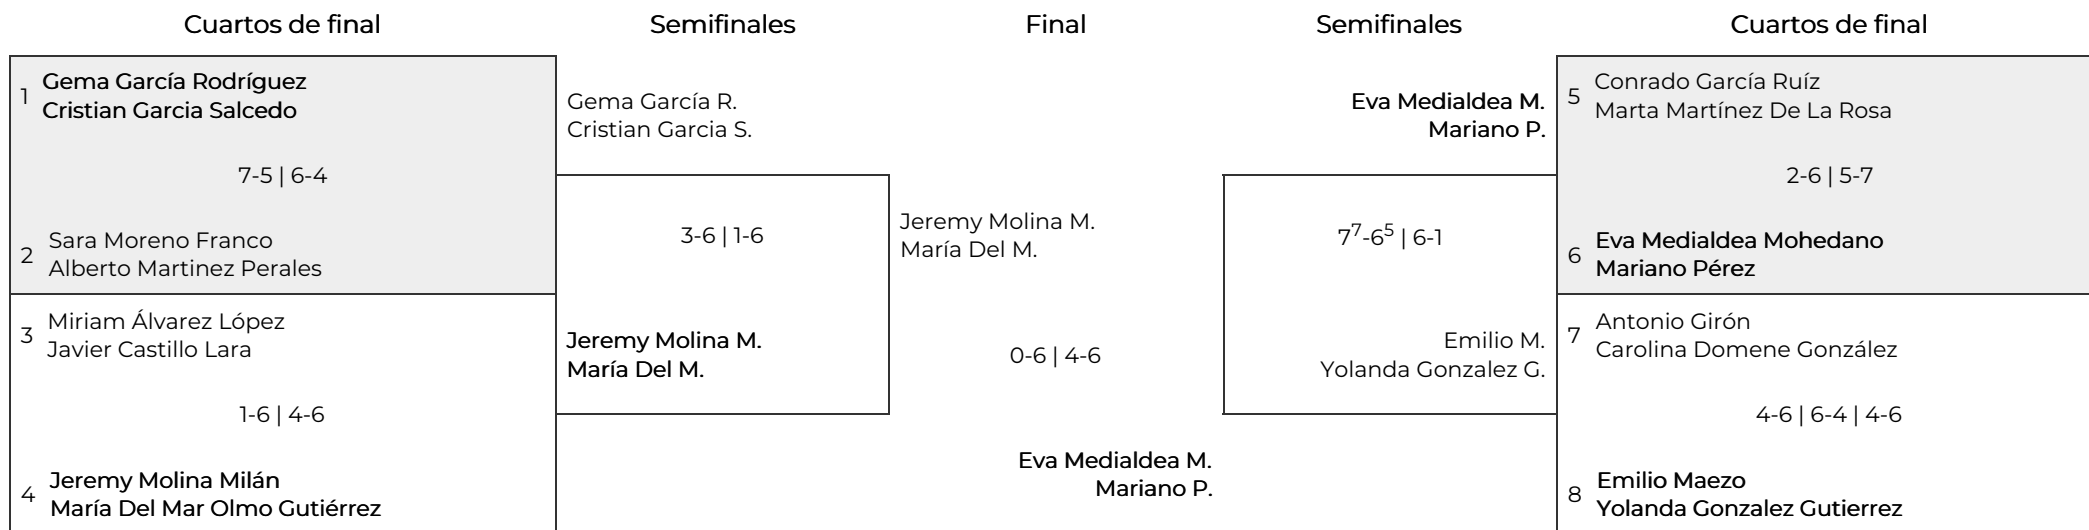 Cuartos de final
Semifinales
Final
Semifinales
Cuartos de final
1
Gema García Rodríguez
Cristian Garcia Salcedo
7-5 | 6-4
2
Sara Moreno Franco
Alberto Martinez Perales
3
Miriam Álvarez López
Javier Castillo Lara
1-6 | 4-6
4
Jeremy Molina Milán
María Del Mar Olmo Gutiérrez
Gema García R.
Cristian Garcia S.
3-6 | 1-6
Jeremy Molina M.
María Del M.
Jeremy Molina M.
María Del M.
0-6 | 4-6
Eva Medialdea M.
Mariano P.
Eva Medialdea M.
Mariano P.
7⁷-6⁵ | 6-1
Emilio M.
Yolanda Gonzalez G.
5
Conrado García Ruíz
Marta Martínez De La Rosa
2-6 | 5-7
6
Eva Medialdea Mohedano
Mariano Pérez
7
Antonio Girón
Carolina Domene González
4-6 | 6-4 | 4-6
8
Emilio Maezo
Yolanda Gonzalez Gutierrez